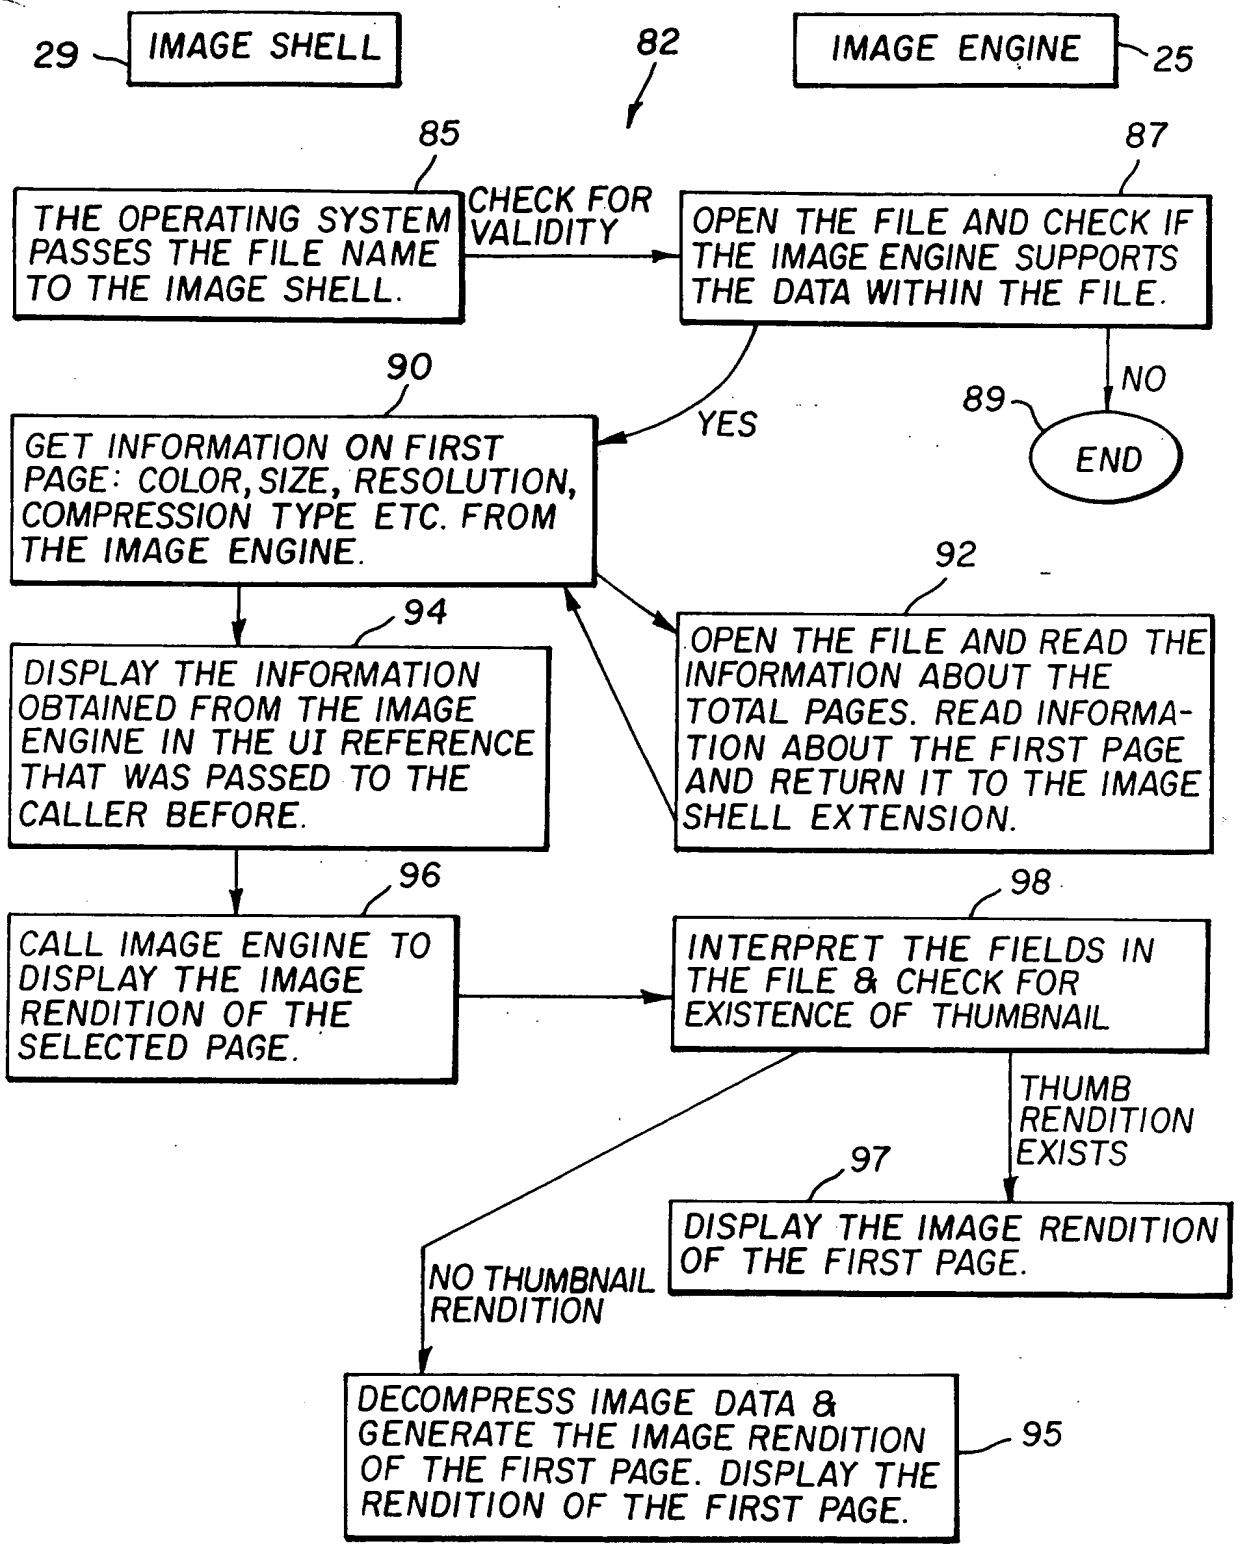 29
IMAGE SHELL
82
IMAGE ENGINE
25
85
THE OPERATING SYSTEM
PASSES THE FILE NAME
TO THE IMAGE SHELL.
CHECK FOR
VALIDITY
87
OPEN THE FILE AND CHECK IF
THE IMAGE ENGINE SUPPORTS
THE DATA WITHIN THE FILE.
YES
NO
89
END
90
GET INFORMATION ON FIRST
PAGE: COLOR, SIZE, RESOLUTION,
COMPRESSION TYPE ETC. FROM
THE IMAGE ENGINE.
92
OPEN THE FILE AND READ THE
INFORMATION ABOUT THE
TOTAL PAGES. READ INFORMA-
TION ABOUT THE FIRST PAGE
AND RETURN IT TO THE IMAGE
SHELL EXTENSION.
94
DISPLAY THE INFORMATION
OBTAINED FROM THE IMAGE
ENGINE IN THE UI REFERENCE
THAT WAS PASSED TO THE
CALLER BEFORE.
96
CALL IMAGE ENGINE TO
DISPLAY THE IMAGE
RENDITION OF THE
SELECTED PAGE.
98
INTERPRET THE FIELDS IN
THE FILE & CHECK FOR
EXISTENCE OF THUMBNAIL
THUMB
RENDITION
EXISTS
97
DISPLAY THE IMAGE RENDITION
OF THE FIRST PAGE.
NO THUMBNAIL
RENDITION
DECOMPRESS IMAGE DATA &
GENERATE THE IMAGE RENDITION
OF THE FIRST PAGE. DISPLAY THE
RENDITION OF THE FIRST PAGE.
95